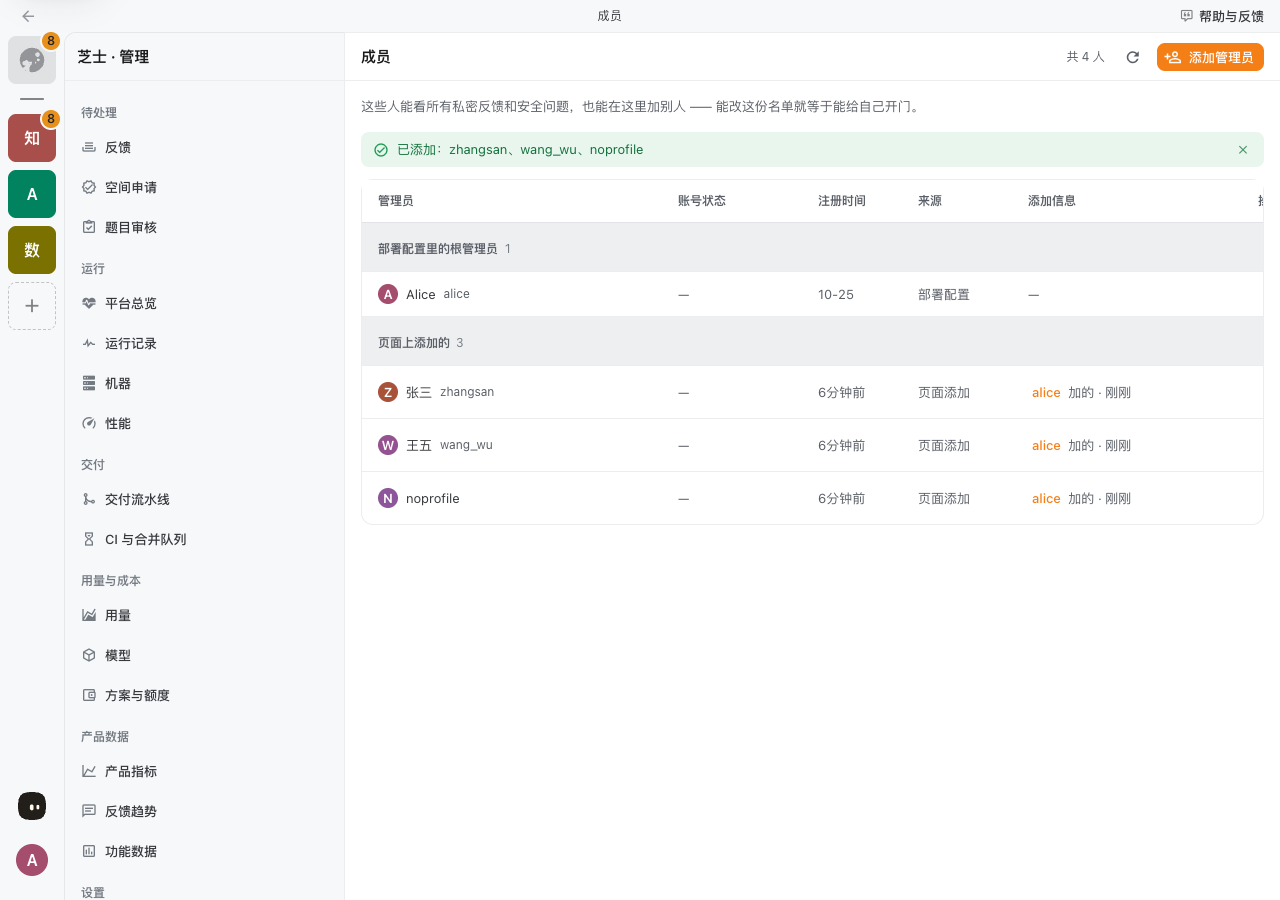 成员
帮助与反馈
8
知
8
A
数
A
芝士 · 管理
待处理
反馈
空间申请
题目审核
运行
平台总览
运行记录
机器
性能
交付
交付流水线
CI 与合并队列
用量与成本
用量
模型
方案与额度
产品数据
产品指标
反馈趋势
功能数据
设置
成员
共 4 人
添加管理员
这些人能看所有私密反馈和安全问题，也能在这里加别人 —— 能改这份名单就等于能给自己开门。
已添加：zhangsan、wang_wu、noprofile
管理员 账号状态 注册时间 来源 添加信息
部署配置里的根管理员 1
A Alice alice — 10-25 部署配置 —
页面上添加的 3
Z 张三 zhangsan — 6分钟前 页面添加 alice 加的 · 刚刚
W 王五 wang_wu — 6分钟前 页面添加 alice 加的 · 刚刚
N noprofile — 6分钟前 页面添加 alice 加的 · 刚刚